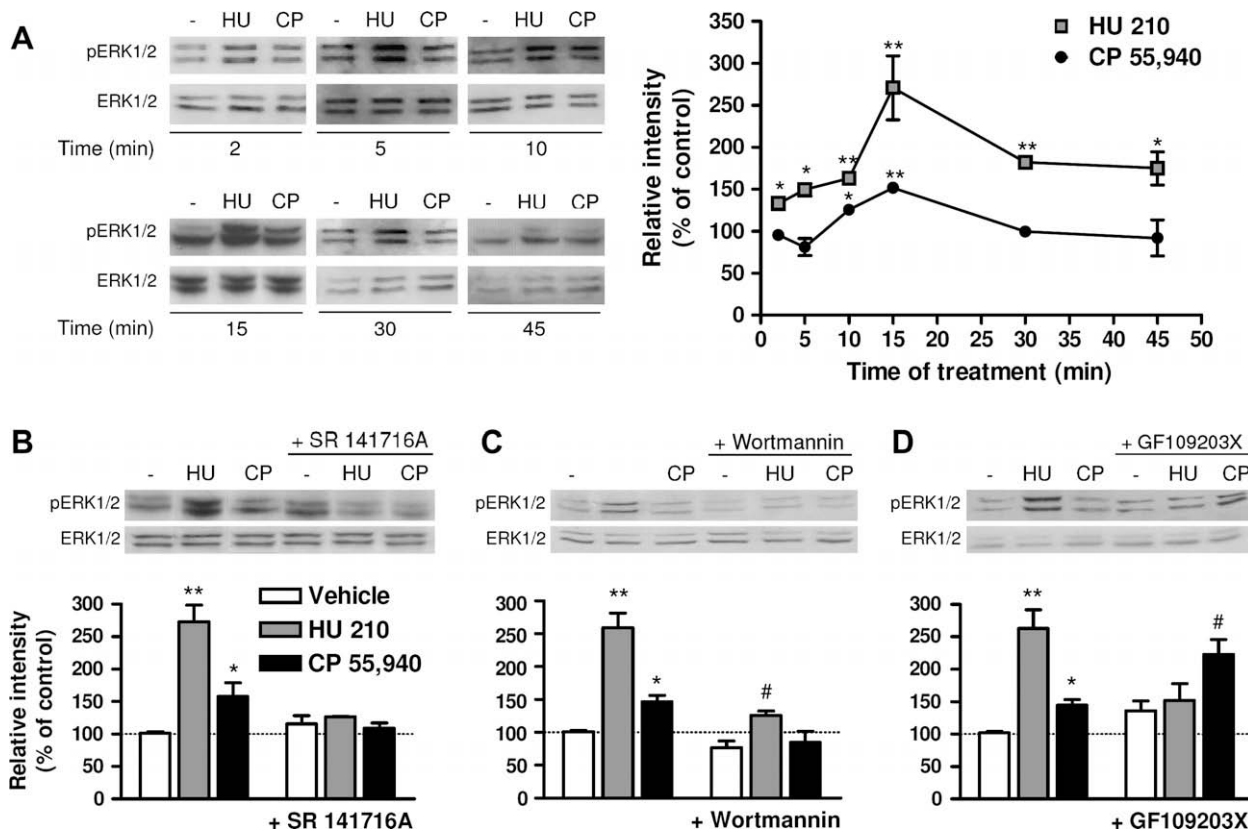 A
- HU CP - HU CP - HU CP
pERK1/2
ERK1/2
Time (min) 2 5 10
- HU CP - HU CP - HU CP
pERK1/2
ERK1/2
Time (min) 15 30 45
HU 210
CP 55,940
Relative intensity
(% of control)
350
300
250
200
150
100
50
0
* * ** ** ** *
* **
0 5 10 15 20 25 30 35 40 45 50
Time of treatment (min)
B
+ SR 141716A
- HU CP - HU CP
pERK1/2
ERK1/2
Relative intensity
(% of control)
300
250
200
150
100
50
0
** *
Vehicle
HU 210
CP 55,940
+ SR 141716A
C
+ Wortmannin
- CP - HU CP
pERK1/2
ERK1/2
300
250
200
150
100
50
0
** * #
+ Wortmannin
D
+ GF109203X
- HU CP - HU CP
pERK1/2
ERK1/2
300
250
200
150
100
50
0
** * #
+ GF109203X